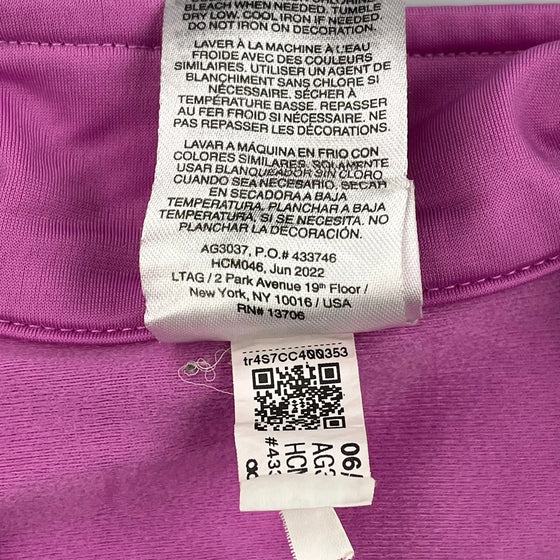 BLEACH WHEN NEEDED. TUMBLE
DRY LOW. COOL IRON IF NEEDED.
DO NOT IRON ON DECORATION.
LAVER À LA MACHINE À L'EAU
FROIDE AVEC DES COULEURS
SIMILAIRES. UTILISER UN AGENT DE
BLANCHIMENT SANS CHLORE SI
NÉCESSAIRE. SÉCHER À
TEMPÉRATURE BASSE. REPASSER
AU FER FROID SI NÉCESSAIRE. NE
PAS REPASSER LES DÉCORATIONS.
LAVAR A MÁQUINA EN FRIO CON
COLORES SIMILARES. SOLAMENTE
USAR BLANQUEADOR SIN CLORO
CUANDO SEA NECESARIO. SECAR
EN SECADORA A BAJA
TEMPERATURA. PLANCHAR A BAJA
TEMPERATURA, SI SE NECESITA. NO
PLANCHAR LA DECORACIÓN.
AG3037, P.O.# 433746
HCM046, Jun 2022
LTAG / 2 Park Avenue 19th Floor /
New York, NY 10016 / USA
RN# 13706
tr4S7CC400353
06/
AG3
HCM
#433